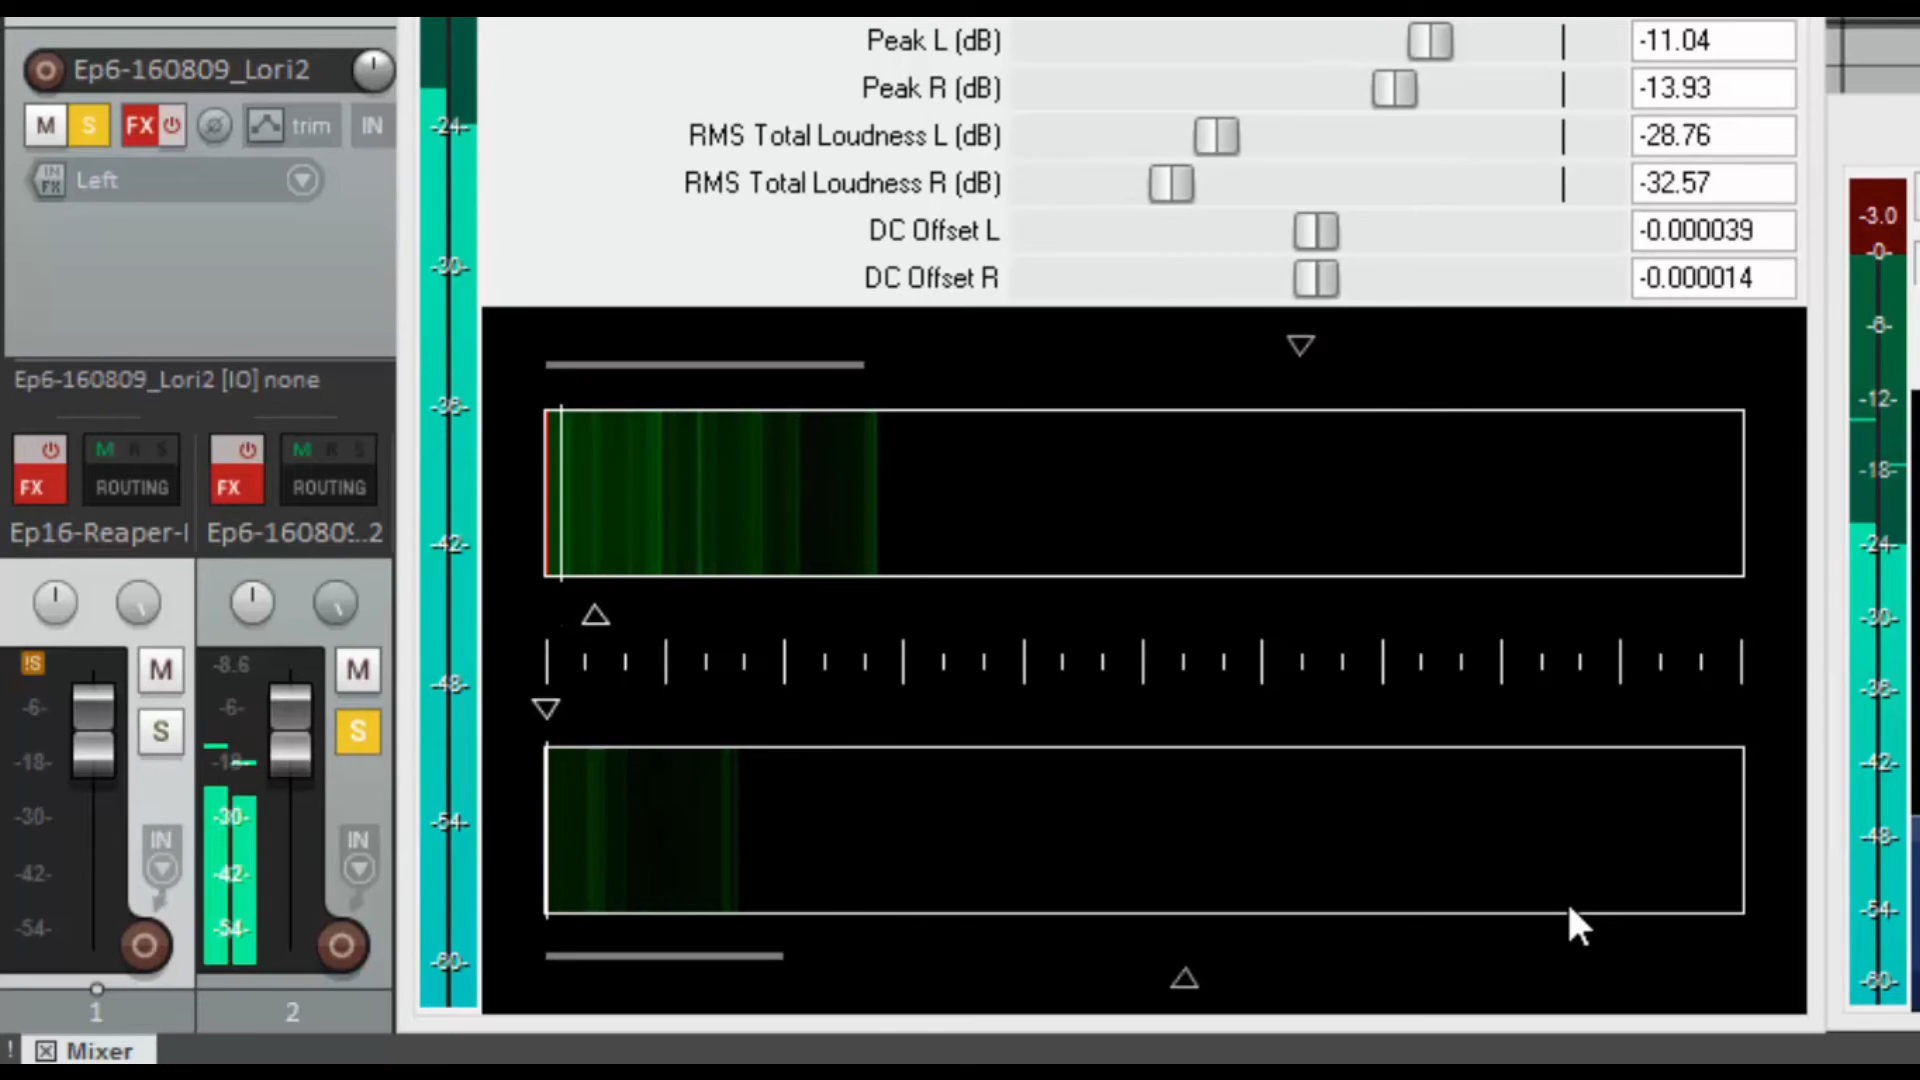 Ep6-160809_Lori2
M S FX trim IN
IN FX Left
Ep6-160809_Lori2 [IO] none
M R S M R S
FX ROUTING FX ROUTING
Ep16-Reaper-I Ep6-16080..2
!S M -8.6 M
-6- -6-
S S
-18- -18-
-30- IN -30- IN
-42- -42-
-54- -54-
1 2
! Mixer
-24-
-30-
-36-
-42-
-48-
-54-
-60-
Peak L (dB) -11.04
Peak R (dB) -13.93
RMS Total Loudness L (dB) -28.76
RMS Total Loudness R (dB) -32.57
DC Offset L -0.000039
DC Offset R -0.000014
-3.0
-0-
-6-
-12-
-18-
-24-
-30-
-36-
-42-
-48-
-54-
-60-